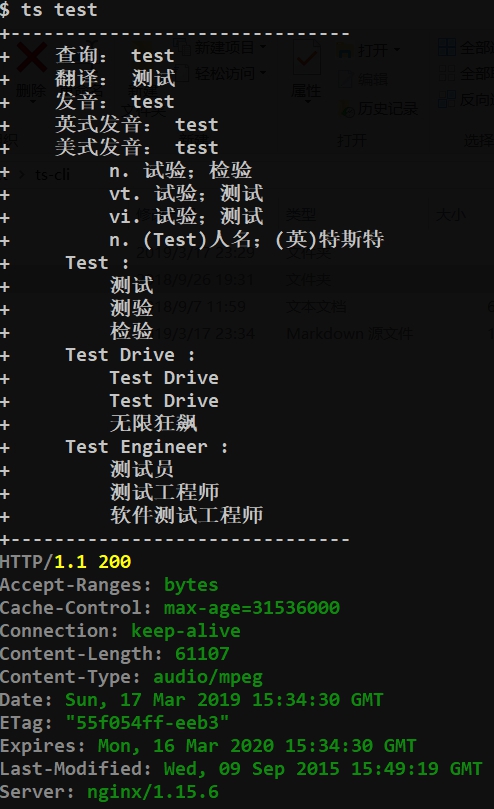 $ ts test
+-------------------------------
+    查询： test
+    翻译： 测试
+    发音： test
+    英式发音： test
+    美式发音： tɛst
+        n. 试验；检验
+        vt. 试验；测试
+        vi. 试验；测试
+        n. (Test)人名；(英)特斯特
+     Test :
+         测试
+         测验
+         检验
+     Test Drive :
+         Test Drive
+         Test Drive
+         无限狂飙
+     Test Engineer :
+         测试员
+         测试工程师
+         软件测试工程师
+-------------------------------
HTTP/1.1 200
Accept-Ranges: bytes
Cache-Control: max-age=31536000
Connection: keep-alive
Content-Length: 61107
Content-Type: audio/mpeg
Date: Sun, 17 Mar 2019 15:34:30 GMT
ETag: "55f054ff-eeb3"
Expires: Mon, 16 Mar 2020 15:34:30 GMT
Last-Modified: Wed, 09 Sep 2015 15:49:19 GMT
Server: nginx/1.15.6